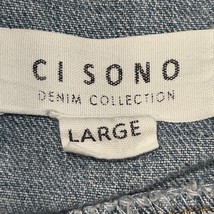 CI SONO
DENIM COLLECTION
LARGE